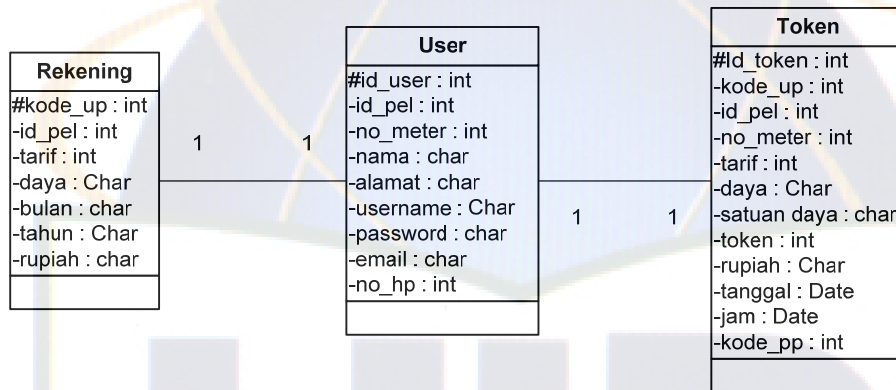 Rekening
#kode_up : int
-id_pel : int
-tarif : int
-daya : Char
-bulan : char
-tahun : Char
-rupiah : char
1
1
User
#id_user : int
-id_pel : int
-no_meter : int
-nama : char
-alamat : char
-username : Char
-password : char
-email : char
-no_hp : int
1
1
Token
#Id_token : int
-kode_up : int
-id_pel : int
-no_meter : int
-tarif : int
-daya : Char
-satuan daya : char
-token : int
-rupiah : Char
-tanggal : Date
-jam : Date
-kode_pp : int